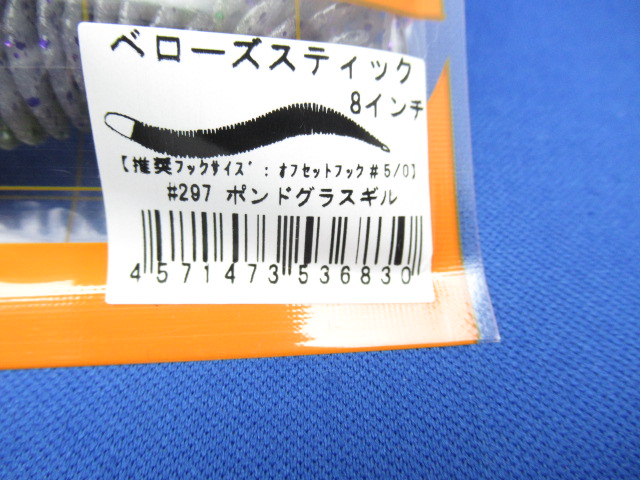 ベローズスティック
8インチ
【推奨フックサイズ：オフセットフック#5/0】
#297 ポンドグラスギル
4571473536830